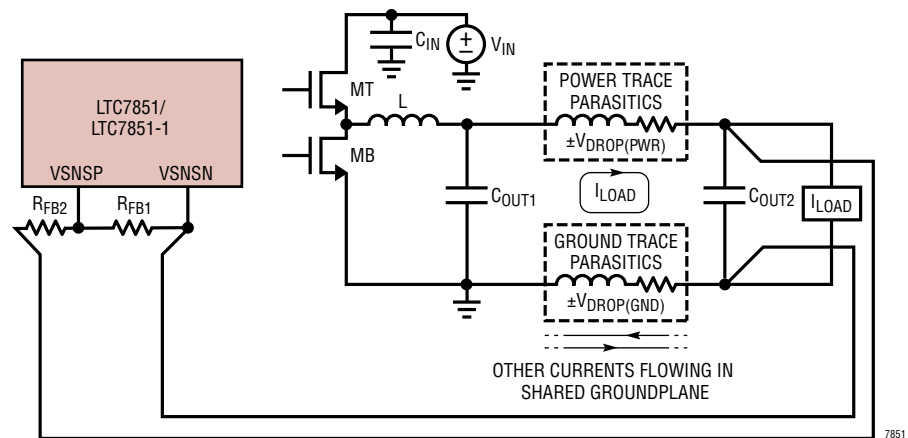 CIN
+
−
VIN
POWER TRACE
PARASITICS
±VDROP(PWR)
LTC7851/
LTC7851-1
VSNSP
VSNSN
MT
L
MB
RFB2
RFB1
COUT1
ILOAD
COUT2
ILOAD
GROUND TRACE
PARASITICS
±VDROP(GND)
OTHER CURRENTS FLOWING IN
SHARED GROUNDPLANE
7851